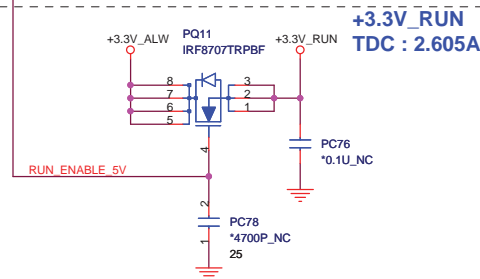 +3.3V_RUN
TDC : 2.605A
PQ11
IRF8707TRPBF
+3.3V_ALW
+3.3V_RUN
8
7
6
5
3
2
1
4
PC76
*0.1U_NC
RUN_ENABLE_5V
2
1
PC78
*4700P_NC
25